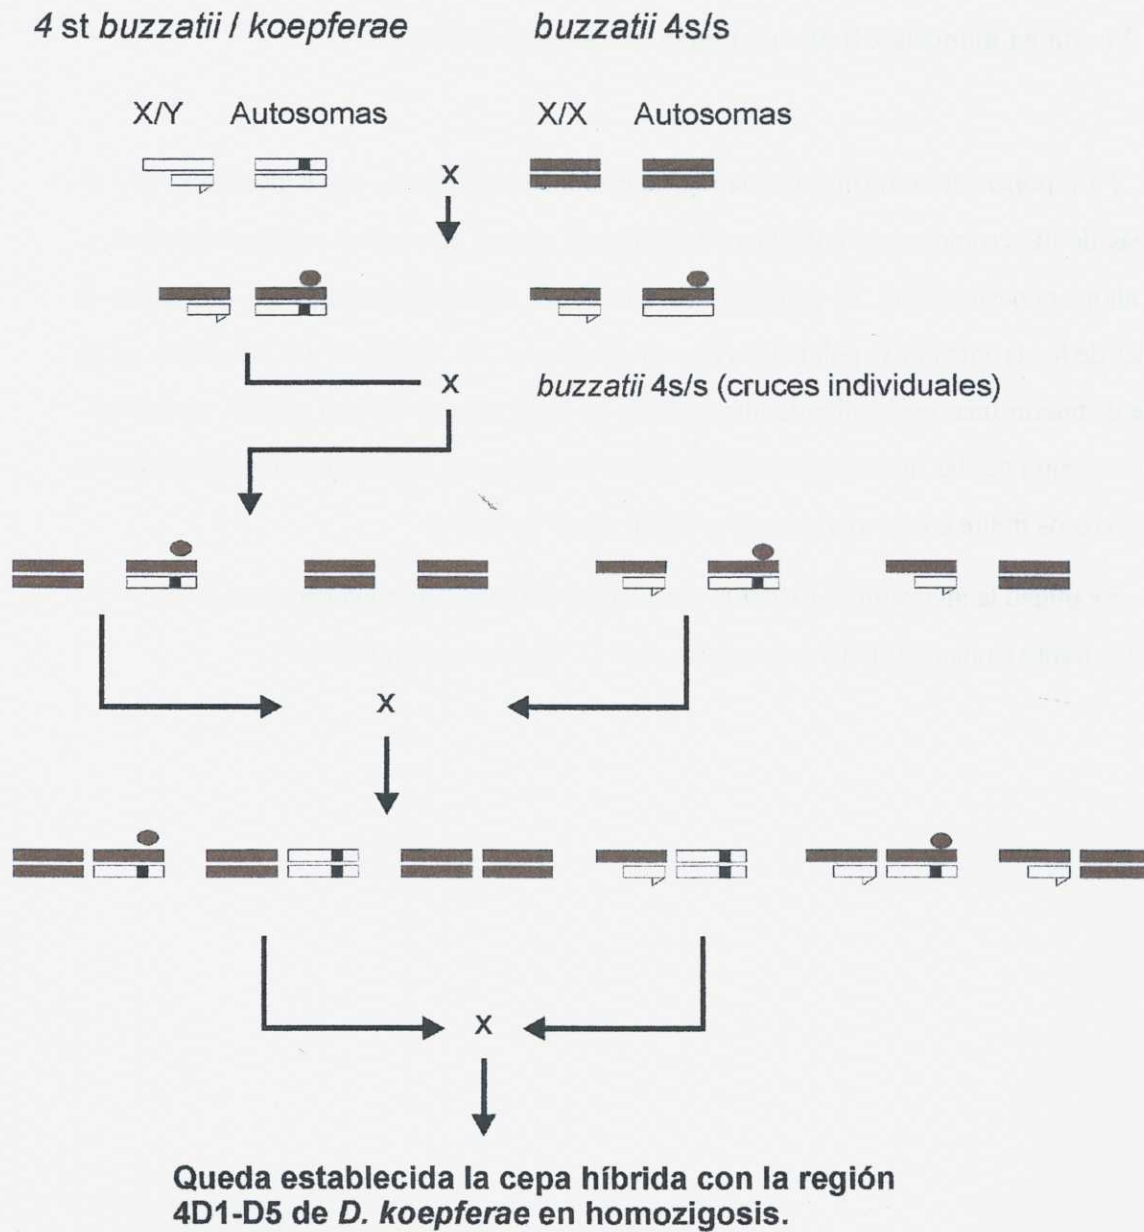 4 st buzzatii / koepferae
buzzatii 4s/s
X/Y Autosomas
X/X Autosomas
X
X
buzzatii 4s/s (cruces individuales)
X
X
Queda establecida la cepa híbrida con la región
4D1-D5 de D. koepferae en homozigosis.